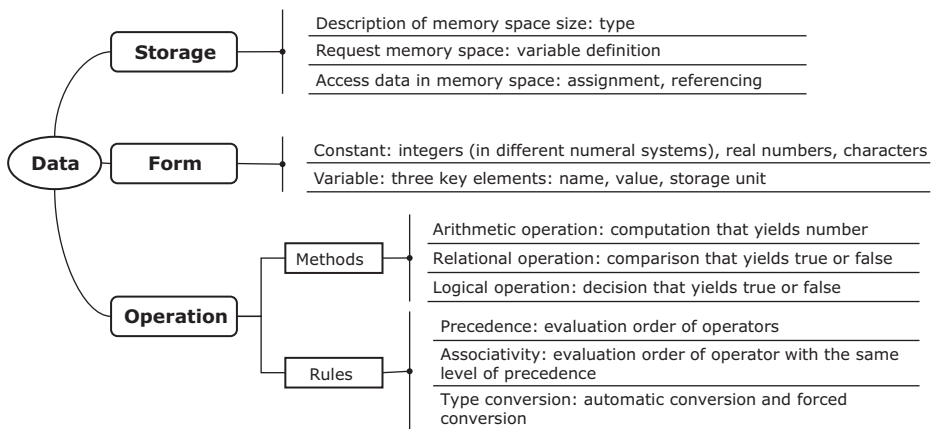 Data
Storage
Description of memory space size: type
Request memory space: variable definition
Access data in memory space: assignment, referencing
Form
Constant: integers (in different numeral systems), real numbers, characters
Variable: three key elements: name, value, storage unit
Operation
Methods
Arithmetic operation: computation that yields number
Relational operation: comparison that yields true or false
Logical operation: decision that yields true or false
Rules
Precedence: evaluation order of operators
Associativity: evaluation order of operator with the same
level of precedence
Type conversion: automatic conversion and forced
conversion